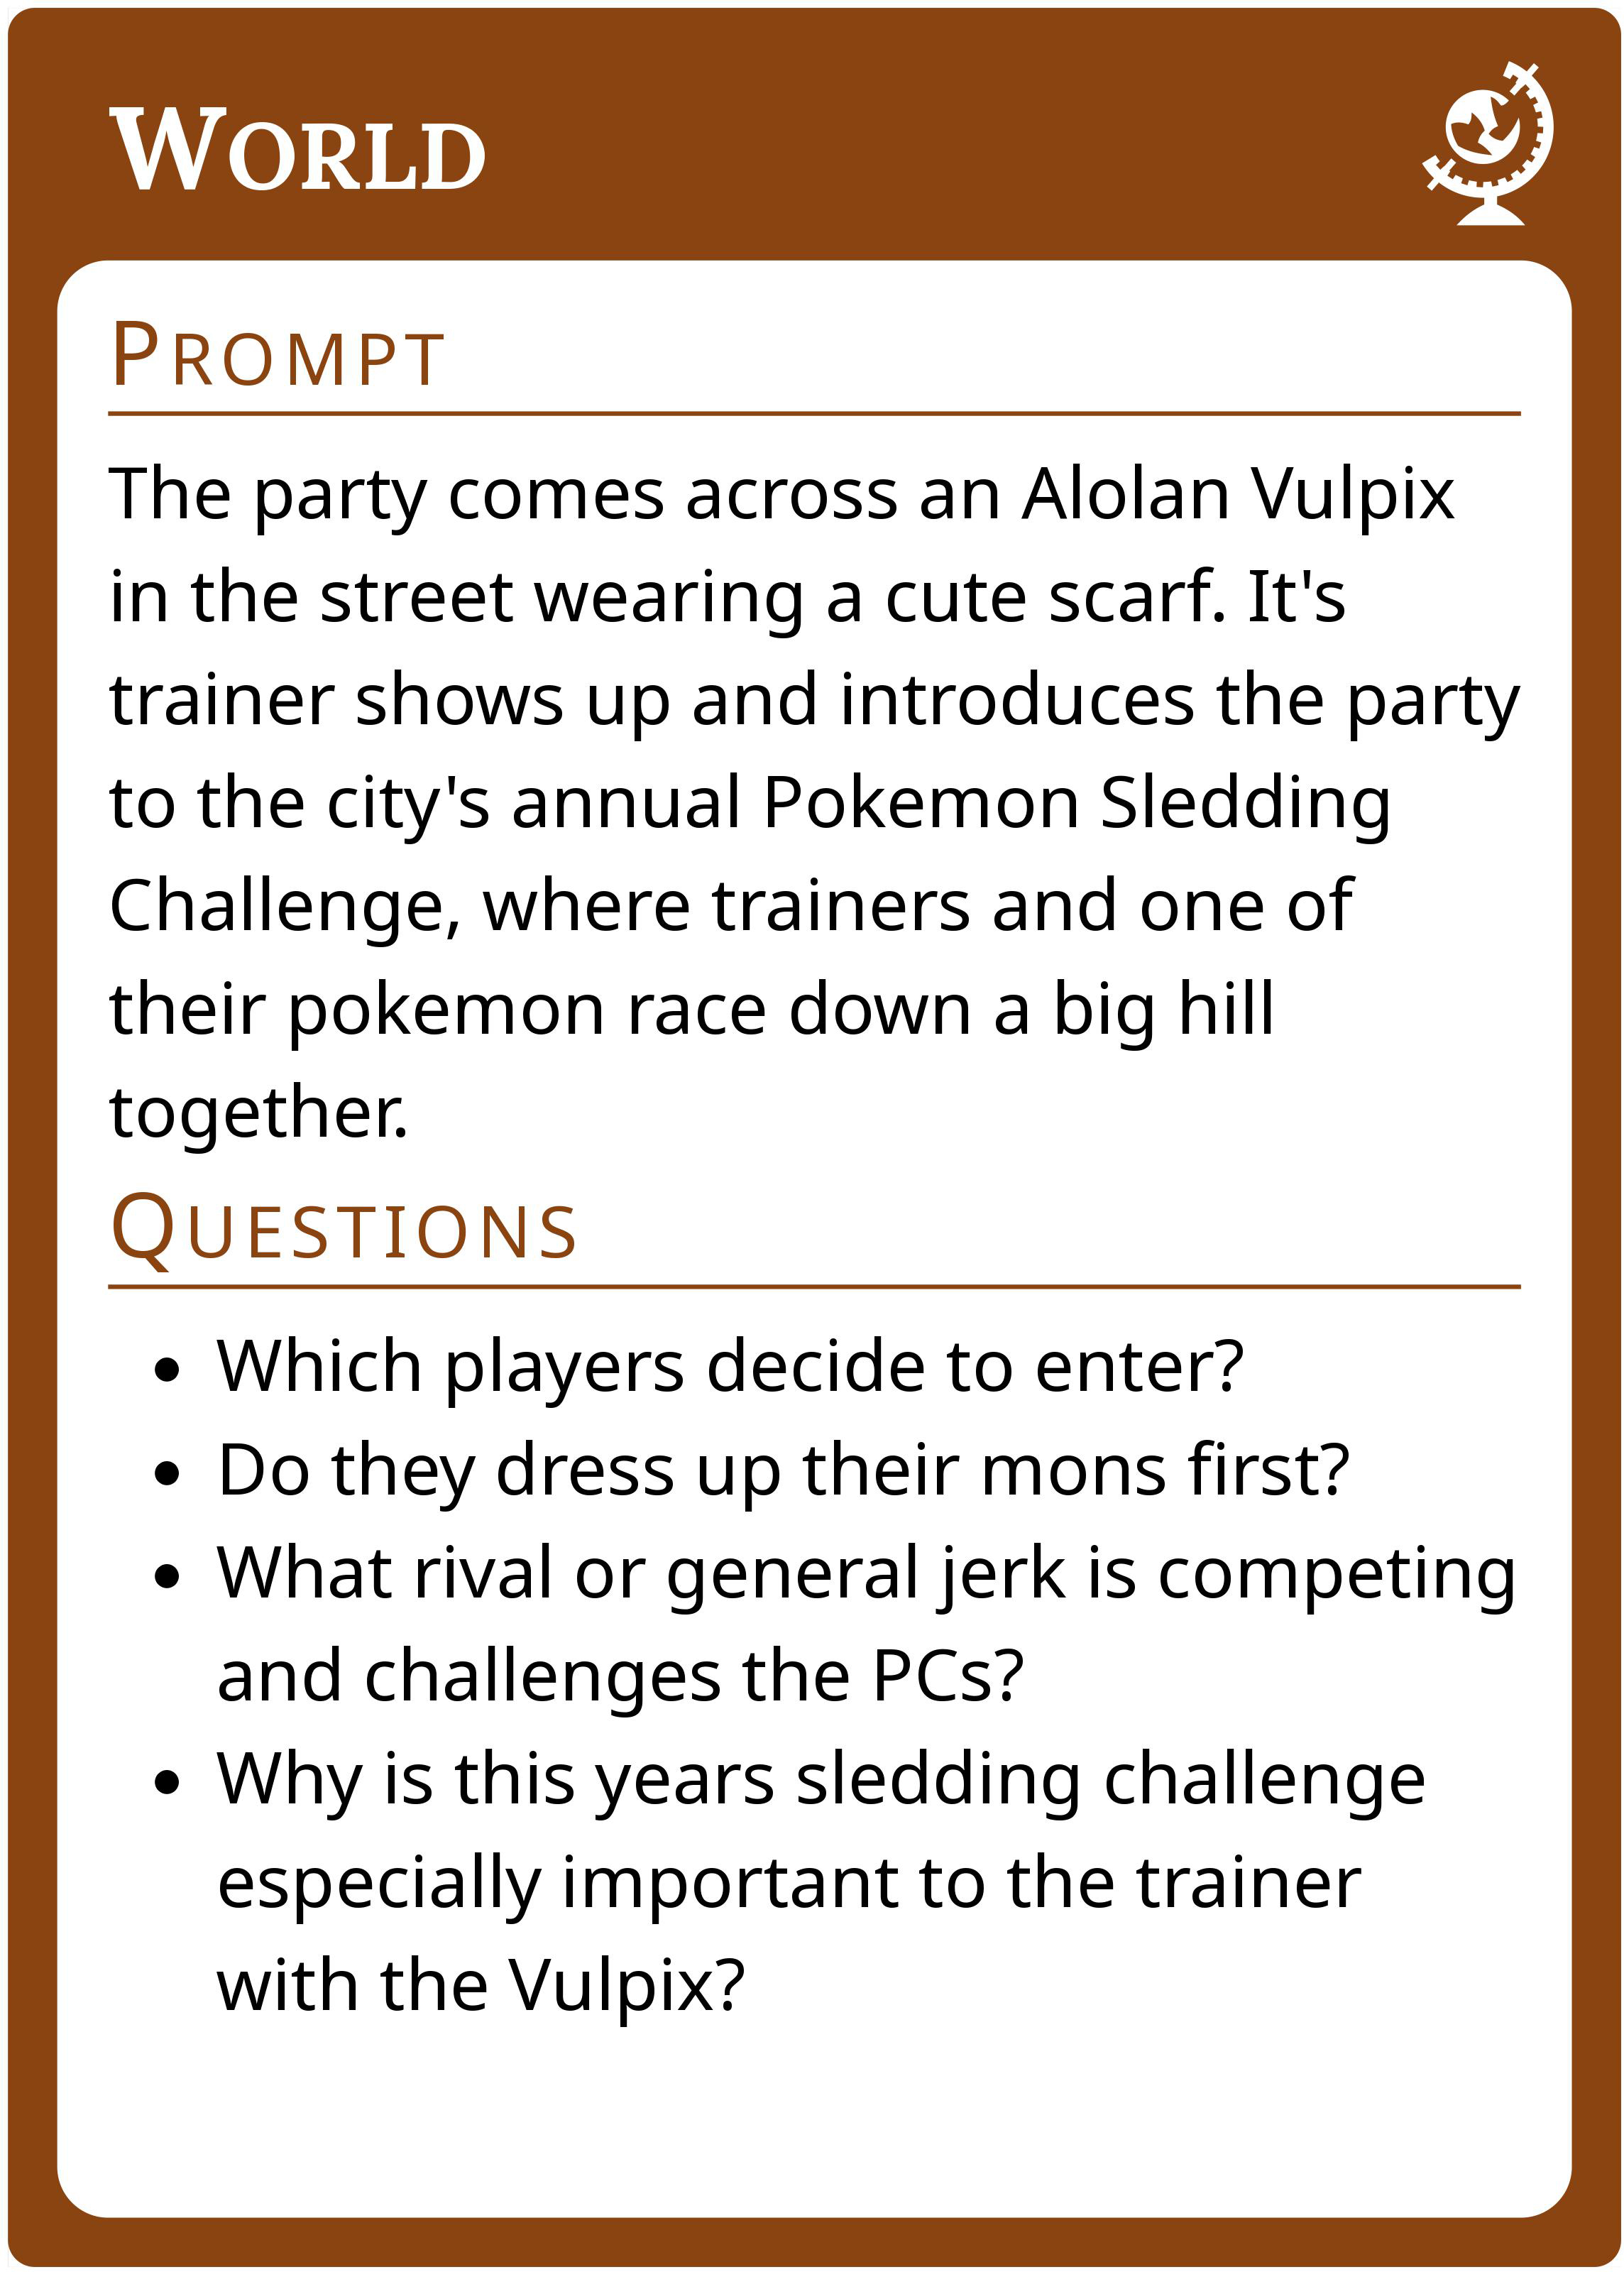 World
Prompt
The party comes across an Alolan Vulpix
in the street wearing a cute scarf. It's
trainer shows up and introduces the party
to the city's annual Pokemon Sledding
Challenge, where trainers and one of
their pokemon race down a big hill
together.
Questions
• Which players decide to enter?
• Do they dress up their mons first?
• What rival or general jerk is competing
and challenges the PCs?
• Why is this years sledding challenge
especially important to the trainer
with the Vulpix?